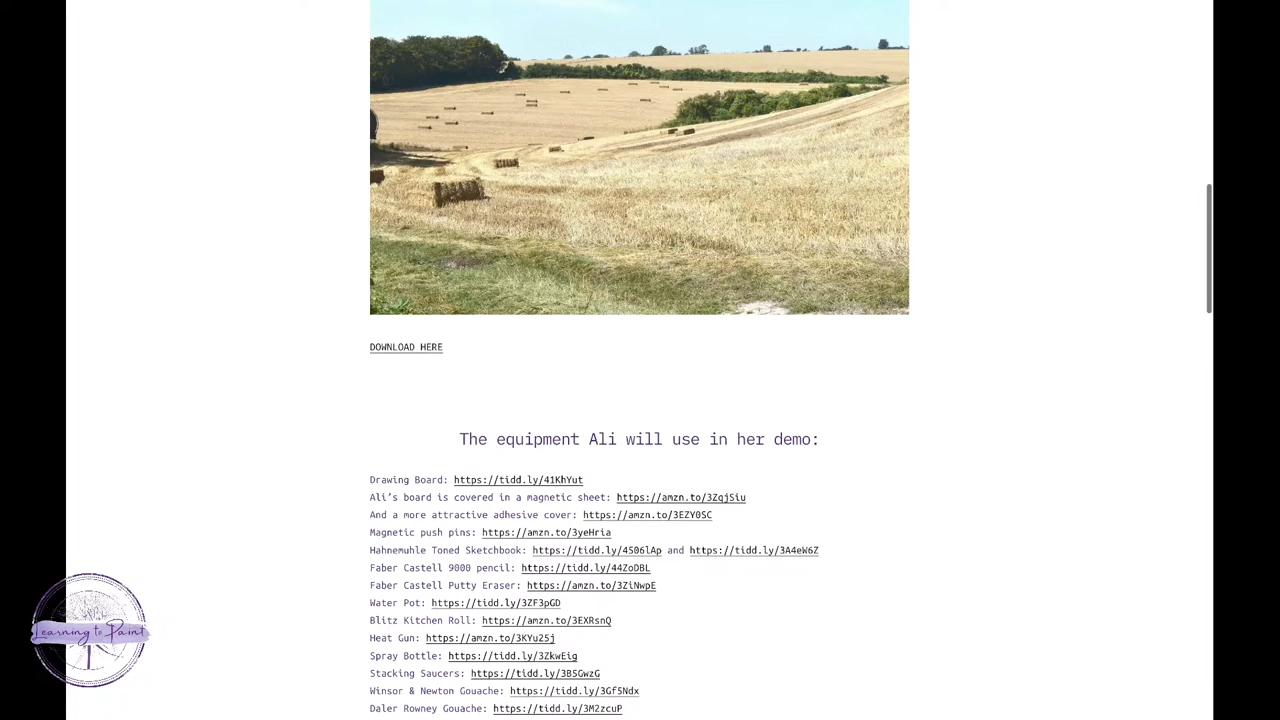 DOWNLOAD HERE
The equipment Ali will use in her demo:
Drawing Board: https://tidd.ly/41KhYut
Ali's board is covered in a magnetic sheet: https://amzn.to/3ZqjSiu
And a more attractive adhesive cover: https://amzn.to/3EZY0SC
Magnetic push pins: https://amzn.to/3yeHria
Hahnemuhle Toned Sketchbook: https://tidd.ly/4506lAp and https://tidd.ly/3A4eW6Z
Faber Castell 9000 pencil: https://tidd.ly/44ZoDBL
Faber Castell Putty Eraser: https://amzn.to/3ZiNwpE
Water Pot: https://tidd.ly/3ZF3pGD
Blitz Kitchen Roll: https://amzn.to/3EXRsnQ
Heat Gun: https://amzn.to/3KYu25j
Spray Bottle: https://tidd.ly/3ZkwEig
Stacking Saucers: https://tidd.ly/3B5GwzG
Winsor & Newton Gouache: https://tidd.ly/3Gf5Ndx
Daler Rowney Gouache: https://tidd.ly/3M2zcuP
Learning to Paint